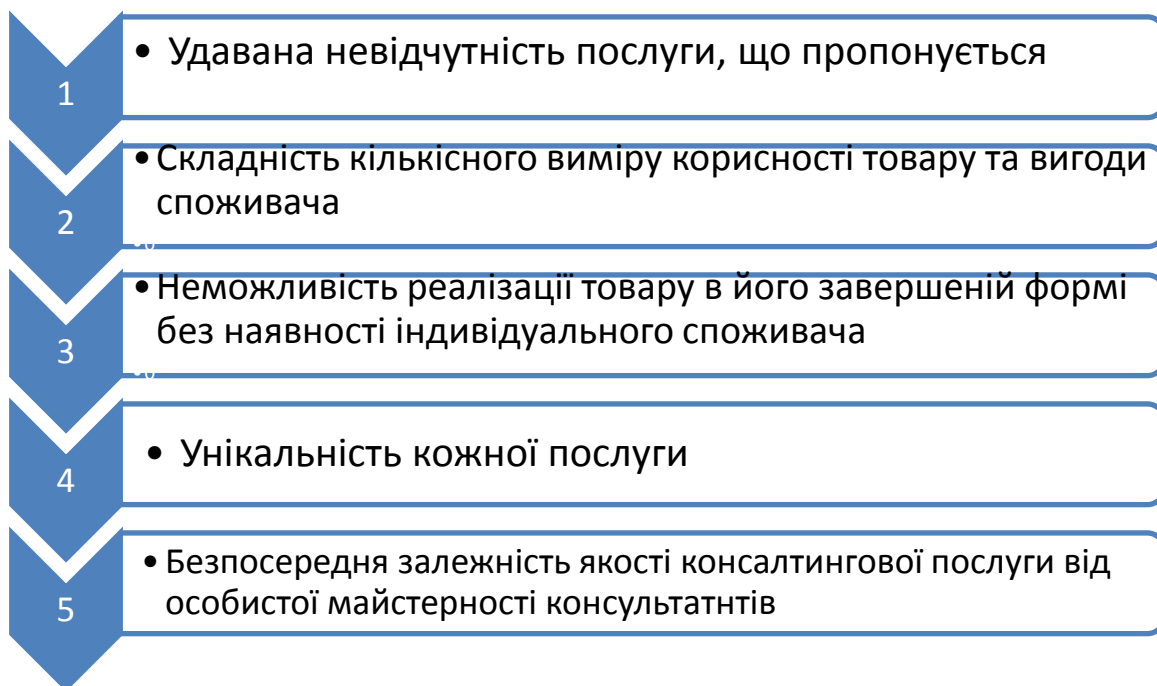 1
• Удавана невідчутність послуги, що пропонується
2
• Складність кількісного виміру корисності товару та вигоди
споживача
3
• Неможливість реалізації товару в його завершеній формі
без наявності індивідуального споживача
4
• Унікальність кожної послуги
5
• Безпосередня залежність якості консалтингової послуги від
особистої майстерності консультатнтів